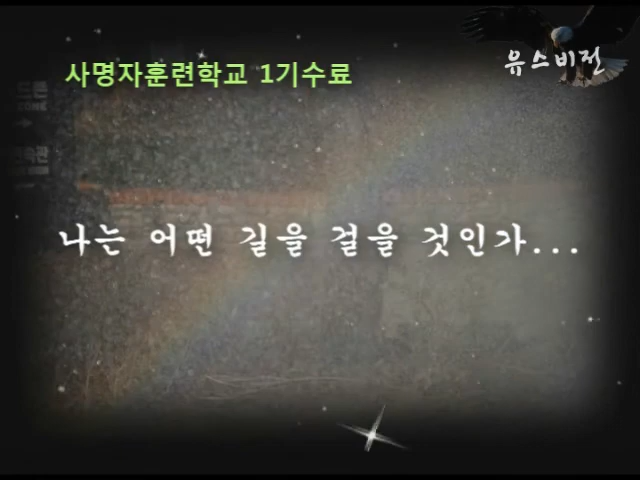 사명자훈련학교 1기수료
유스비전
나는 어떤 길을 걸을 것인가...